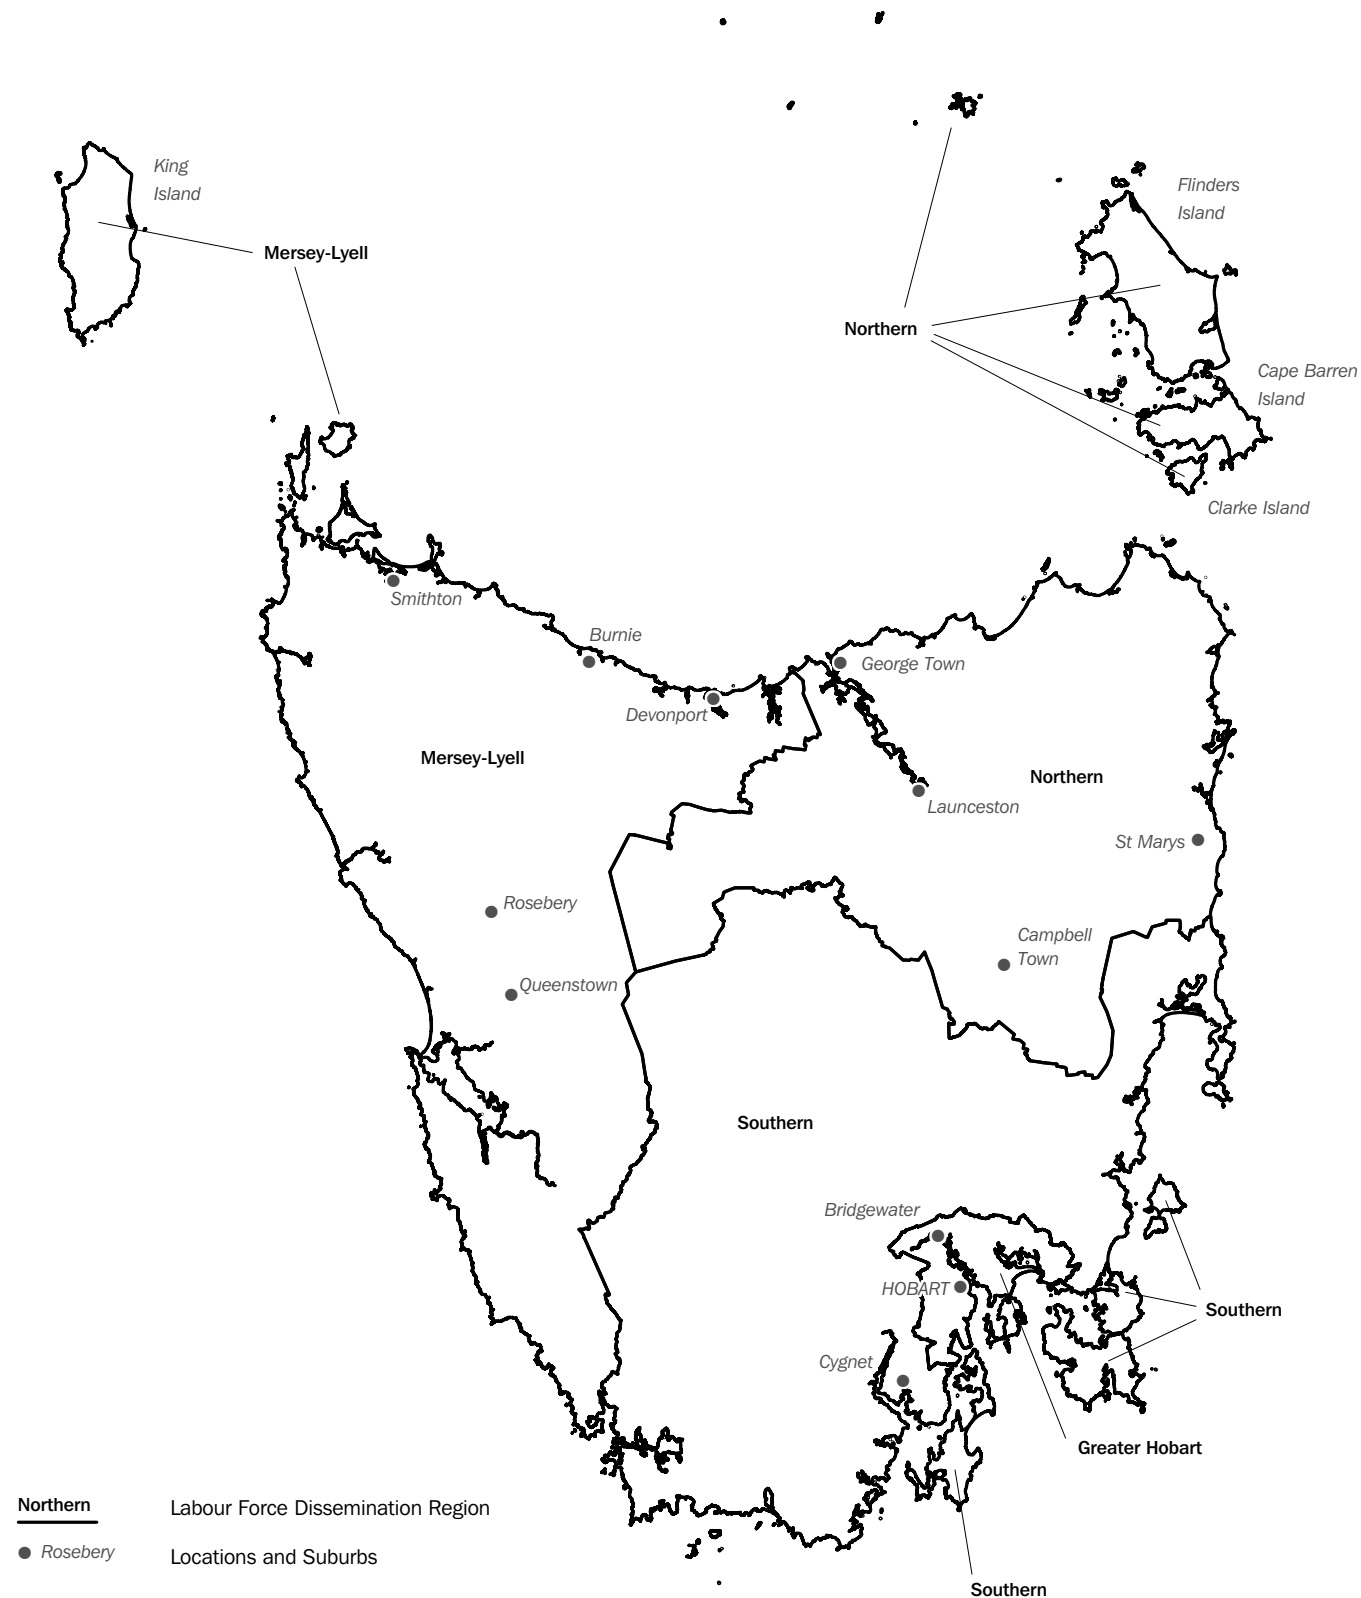 King
Island
Flinders
Island
Mersey-Lyell
Northern
Cape Barren
Island
Clarke Island
Smithton
Burnie
George Town
Devonport
Mersey-Lyell
Northern
Launceston
St Marys
Rosebery
Campbell
Town
Queenstown
Southern
Bridgewater
HOBART
Southern
Cygnet
Greater Hobart
Northern
Labour Force Dissemination Region
Rosebery
Locations and Suburbs
Southern